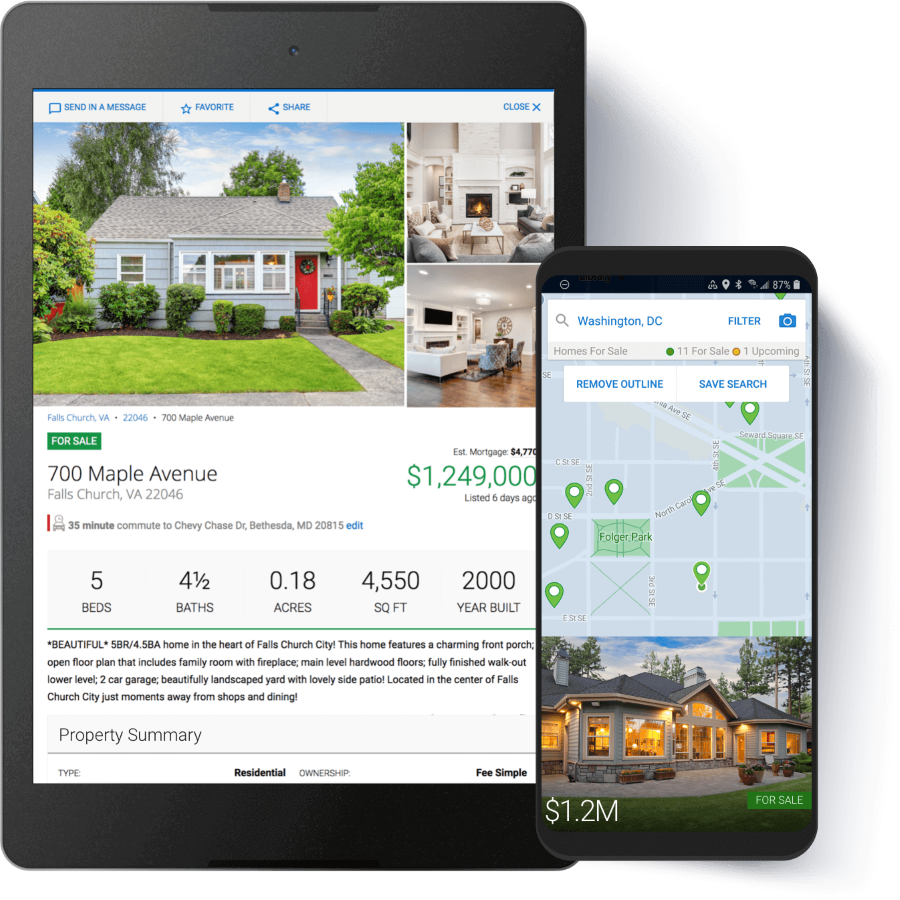 SEND IN A MESSAGE FAVORITE SHARE CLOSE X
Falls Church, VA • 22046 • 700 Maple Avenue
FOR SALE
Est. Mortgage: $4,770
700 Maple Avenue
$1,249,000
Falls Church, VA 22046
Listed 6 days ago
35 minute commute to Chevy Chase Dr, Bethesda, MD 20815 edit
5 4½ 0.18 4,550 2000
BEDS BATHS ACRES SQ FT YEAR BUILT
*BEAUTIFUL* 5BR/4.5BA home in the heart of Falls Church City! This home features a charming front porch;
open floor plan that includes family room with fireplace; main level hardwood floors; fully finished walk-out
lower level; 2 car garage; beautifully landscaped yard with lovely side patio! Located in the center of Falls
Church City just moments away from shops and dining!
Property Summary
TYPE: Residential OWNERSHIP: Fee Simple
87%
Washington, DC FILTER
Homes For Sale 11 For Sale 1 Upcoming
REMOVE OUTLINE SAVE SEARCH
SE
Ave SE
Seward Square SE
4th St SE
C St SE
2nd St SE
North Carolina Ave SE
D St SE
Folger Park
3rd St SE
E St SE
$1.2M
FOR SALE